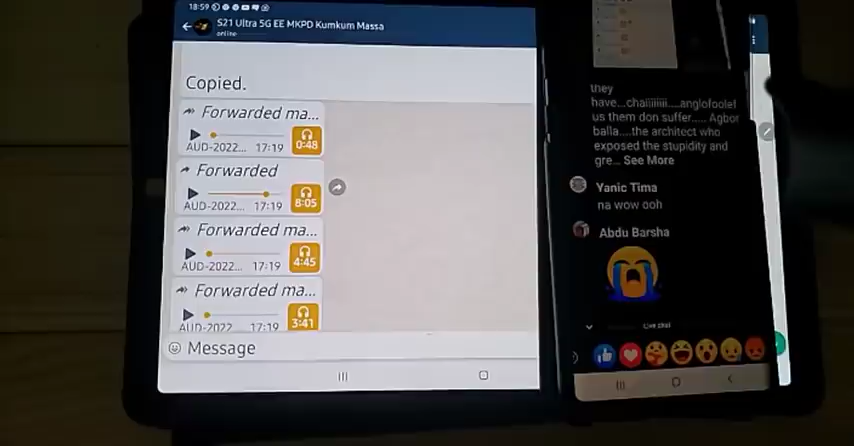 18:59
S21 Ultra 5G EE MKPD Kumkum Massa
online
Copied.
Forwarded ma...
0:48
AUD-2022... 17:19
Forwarded
8:05
AUD-2022... 17:19
Forwarded ma...
4:45
AUD-2022... 17:19
Forwarded ma...
3:41
AUD-2022 17:19
Message
they
have...chaiiiiiii....anglofoolef
us them don suffer..... Agbor
balla....the architect who
exposed the stupidity and
gre... See More
Yanic Tima
na wow ooh
Abdu Barsha